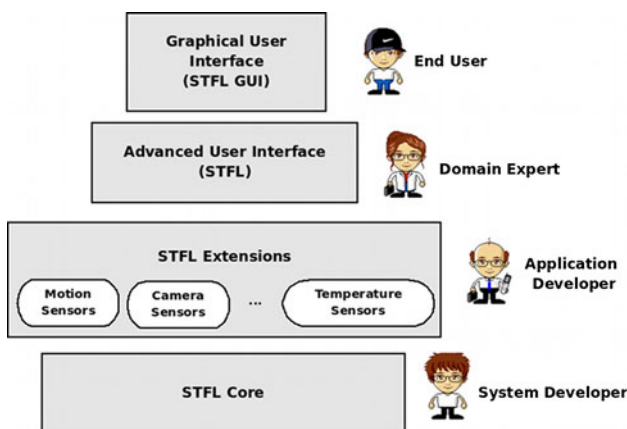 Graphical User
Interface
(STFL GUI)
End User
Advanced User Interface
(STFL)
Domain Expert
STFL Extensions
Motion
Sensors
Camera
Sensors
...
Temperature
Sensors
Application
Developer
STFL Core
System Developer